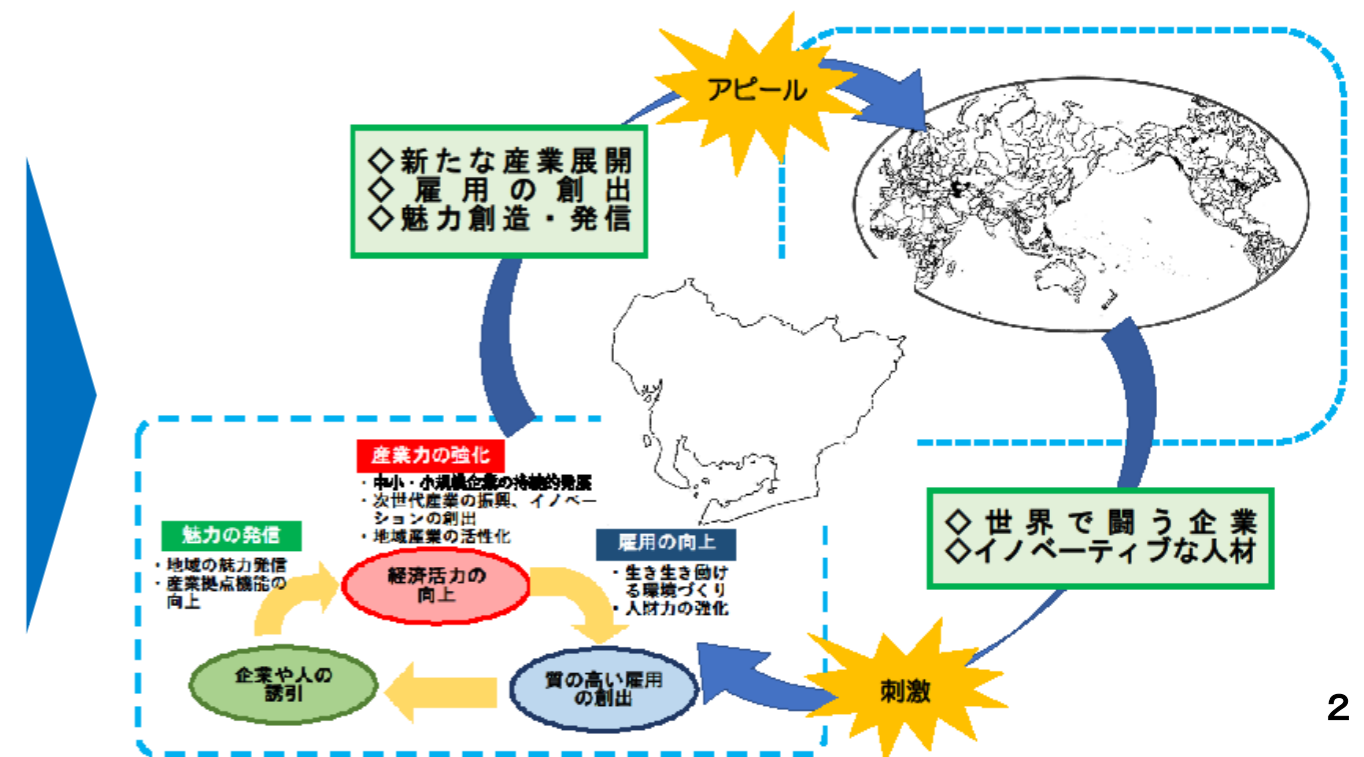 アピール
◇新たな産業展開
◇雇用の創出
◇魅力創造・発信
産業力の強化
・中小・小規模企業の持続的発展
・次世代産業の振興、イノベー
ションの創出
・地域産業の活性化
魅力の発信
・地域の魅力発信
・産業拠点機能の
向上
雇用の向上
・生き生き働け
る環境づくり
・人財力の強化
経済活力の
向上
企業や人の
誘引
質の高い雇用
の創出
◇世界で闘う企業
◇イノベーティブな人材
刺激
2